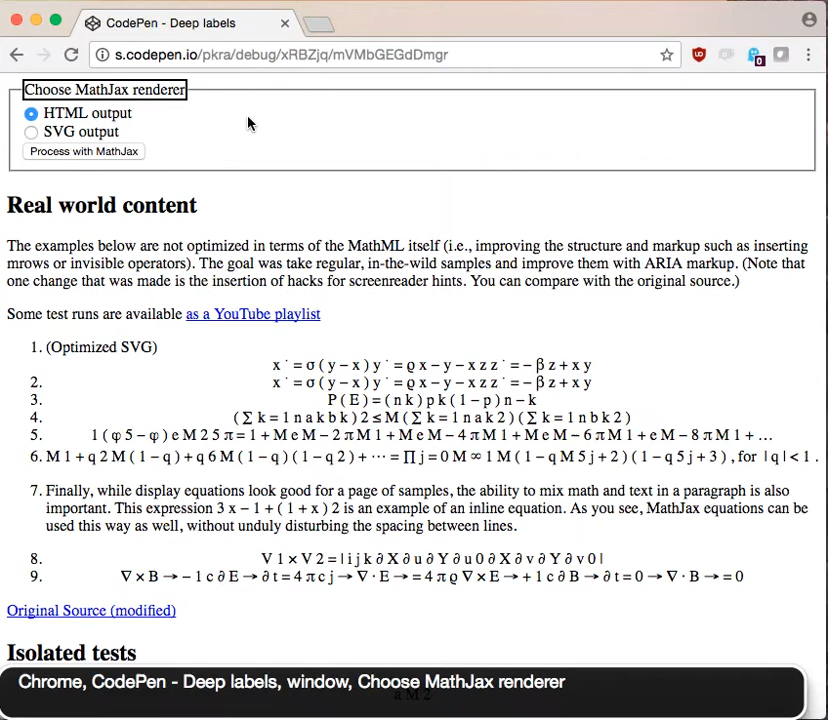 CodePen - Deep labels
s.codepen.io/pkra/debug/xRBZjq/mVMbGEGdDmgr
0
Choose MathJax renderer
HTML output
SVG output
Process with MathJax
Real world content
The examples below are not optimized in terms of the MathML itself (i.e., improving the structure and markup such as inserting
mrows or invisible operators). The goal was take regular, in-the-wild samples and improve them with ARIA markup. (Note that
one change that was made is the insertion of hacks for screenreader hints. You can compare with the original source.)
Some test runs are available as a YouTube playlist
1. (Optimized SVG)
x ˙ = σ ( y − x ) y ˙ = ϱ x − y − x z z ˙ = − β z + x y
2. x ˙ = σ ( y − x ) y ˙ = ϱ x − y − x z z ˙ = − β z + x y
3. P ( E ) = ( n k ) p k ( 1 − p ) n − k
4. ( ∑ k = 1 n a k b k ) 2 ≤ M ( ∑ k = 1 n a k 2 ) ( ∑ k = 1 n b k 2 )
5. 1 ( φ 5 − φ ) e M 2 5 π = 1 + M e M − 2 π M 1 + M e M − 4 π M 1 + M e M − 6 π M 1 + e M − 8 π M 1 + …
6. M 1 + q 2 M ( 1 − q ) + q 6 M ( 1 − q ) ( 1 − q 2 ) + ⋯ = ∏ j = 0 M ∞ 1 M ( 1 − q M 5 j + 2 ) ( 1 − q 5 j + 3 ) , for | q | < 1 .
7. Finally, while display equations look good for a page of samples, the ability to mix math and text in a paragraph is also
important. This expression 3 x − 1 + ( 1 + x ) 2 is an example of an inline equation. As you see, MathJax equations can be
used this way as well, without unduly disturbing the spacing between lines.
8. V 1 × V 2 = | i j k ∂ X ∂ u ∂ Y ∂ u 0 ∂ X ∂ v ∂ Y ∂ v 0 |
9. ∇ × B → − 1 c ∂ E → ∂ t = 4 π c j → ∇ ⋅ E → = 4 π ϱ ∇ × E → + 1 c ∂ B → ∂ t = 0 → ∇ ⋅ B → = 0
Original Source (modified)
Isolated tests
Chrome, CodePen - Deep labels, window, Choose MathJax renderer
a M 2